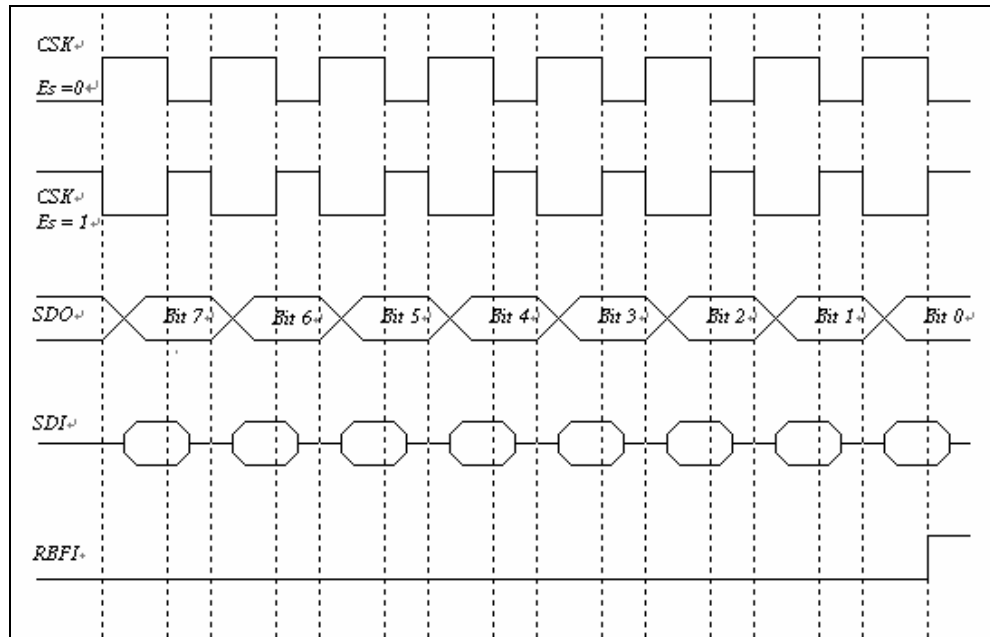 CSK↵
Es =0↵
CSK↵
Es = 1↵
SDO↵
Bit 7↵ Bit 6↵ Bit 5↵ Bit 4↵ Bit 3↵ Bit 2↵ Bit 1↵ Bit 0↵
SDI↵
RBFI↵